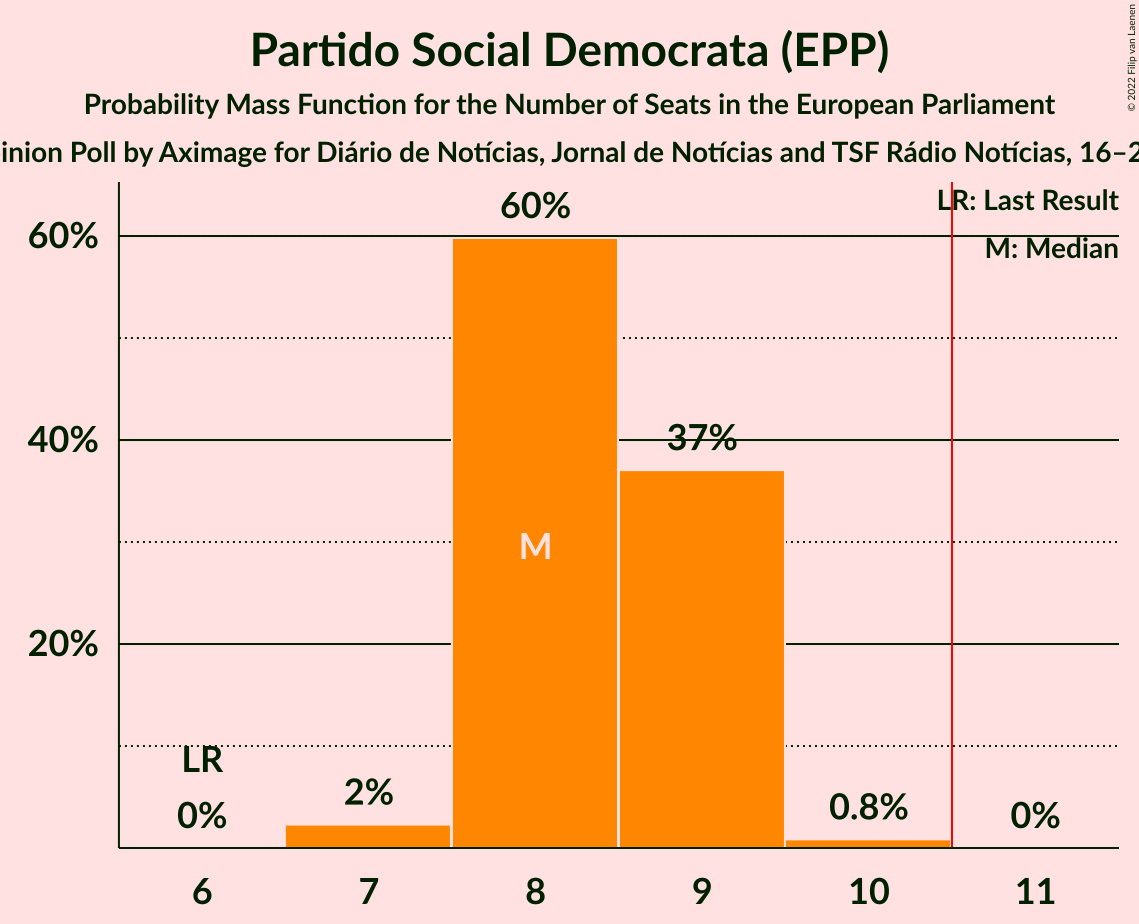 Partido Social Democrata (EPP)
Probability Mass Function for the Number of Seats in the European Parliament
inion Poll by Aximage for Diário de Notícias, Jornal de Notícias and TSF Rádio Notícias, 16–2
© 2022 Filip van Laenen
LR: Last Result
M: Median
60%
40%
20%
60%
37%
M
LR
0%
2%
0.8%
0%
6
7
8
9
10
11